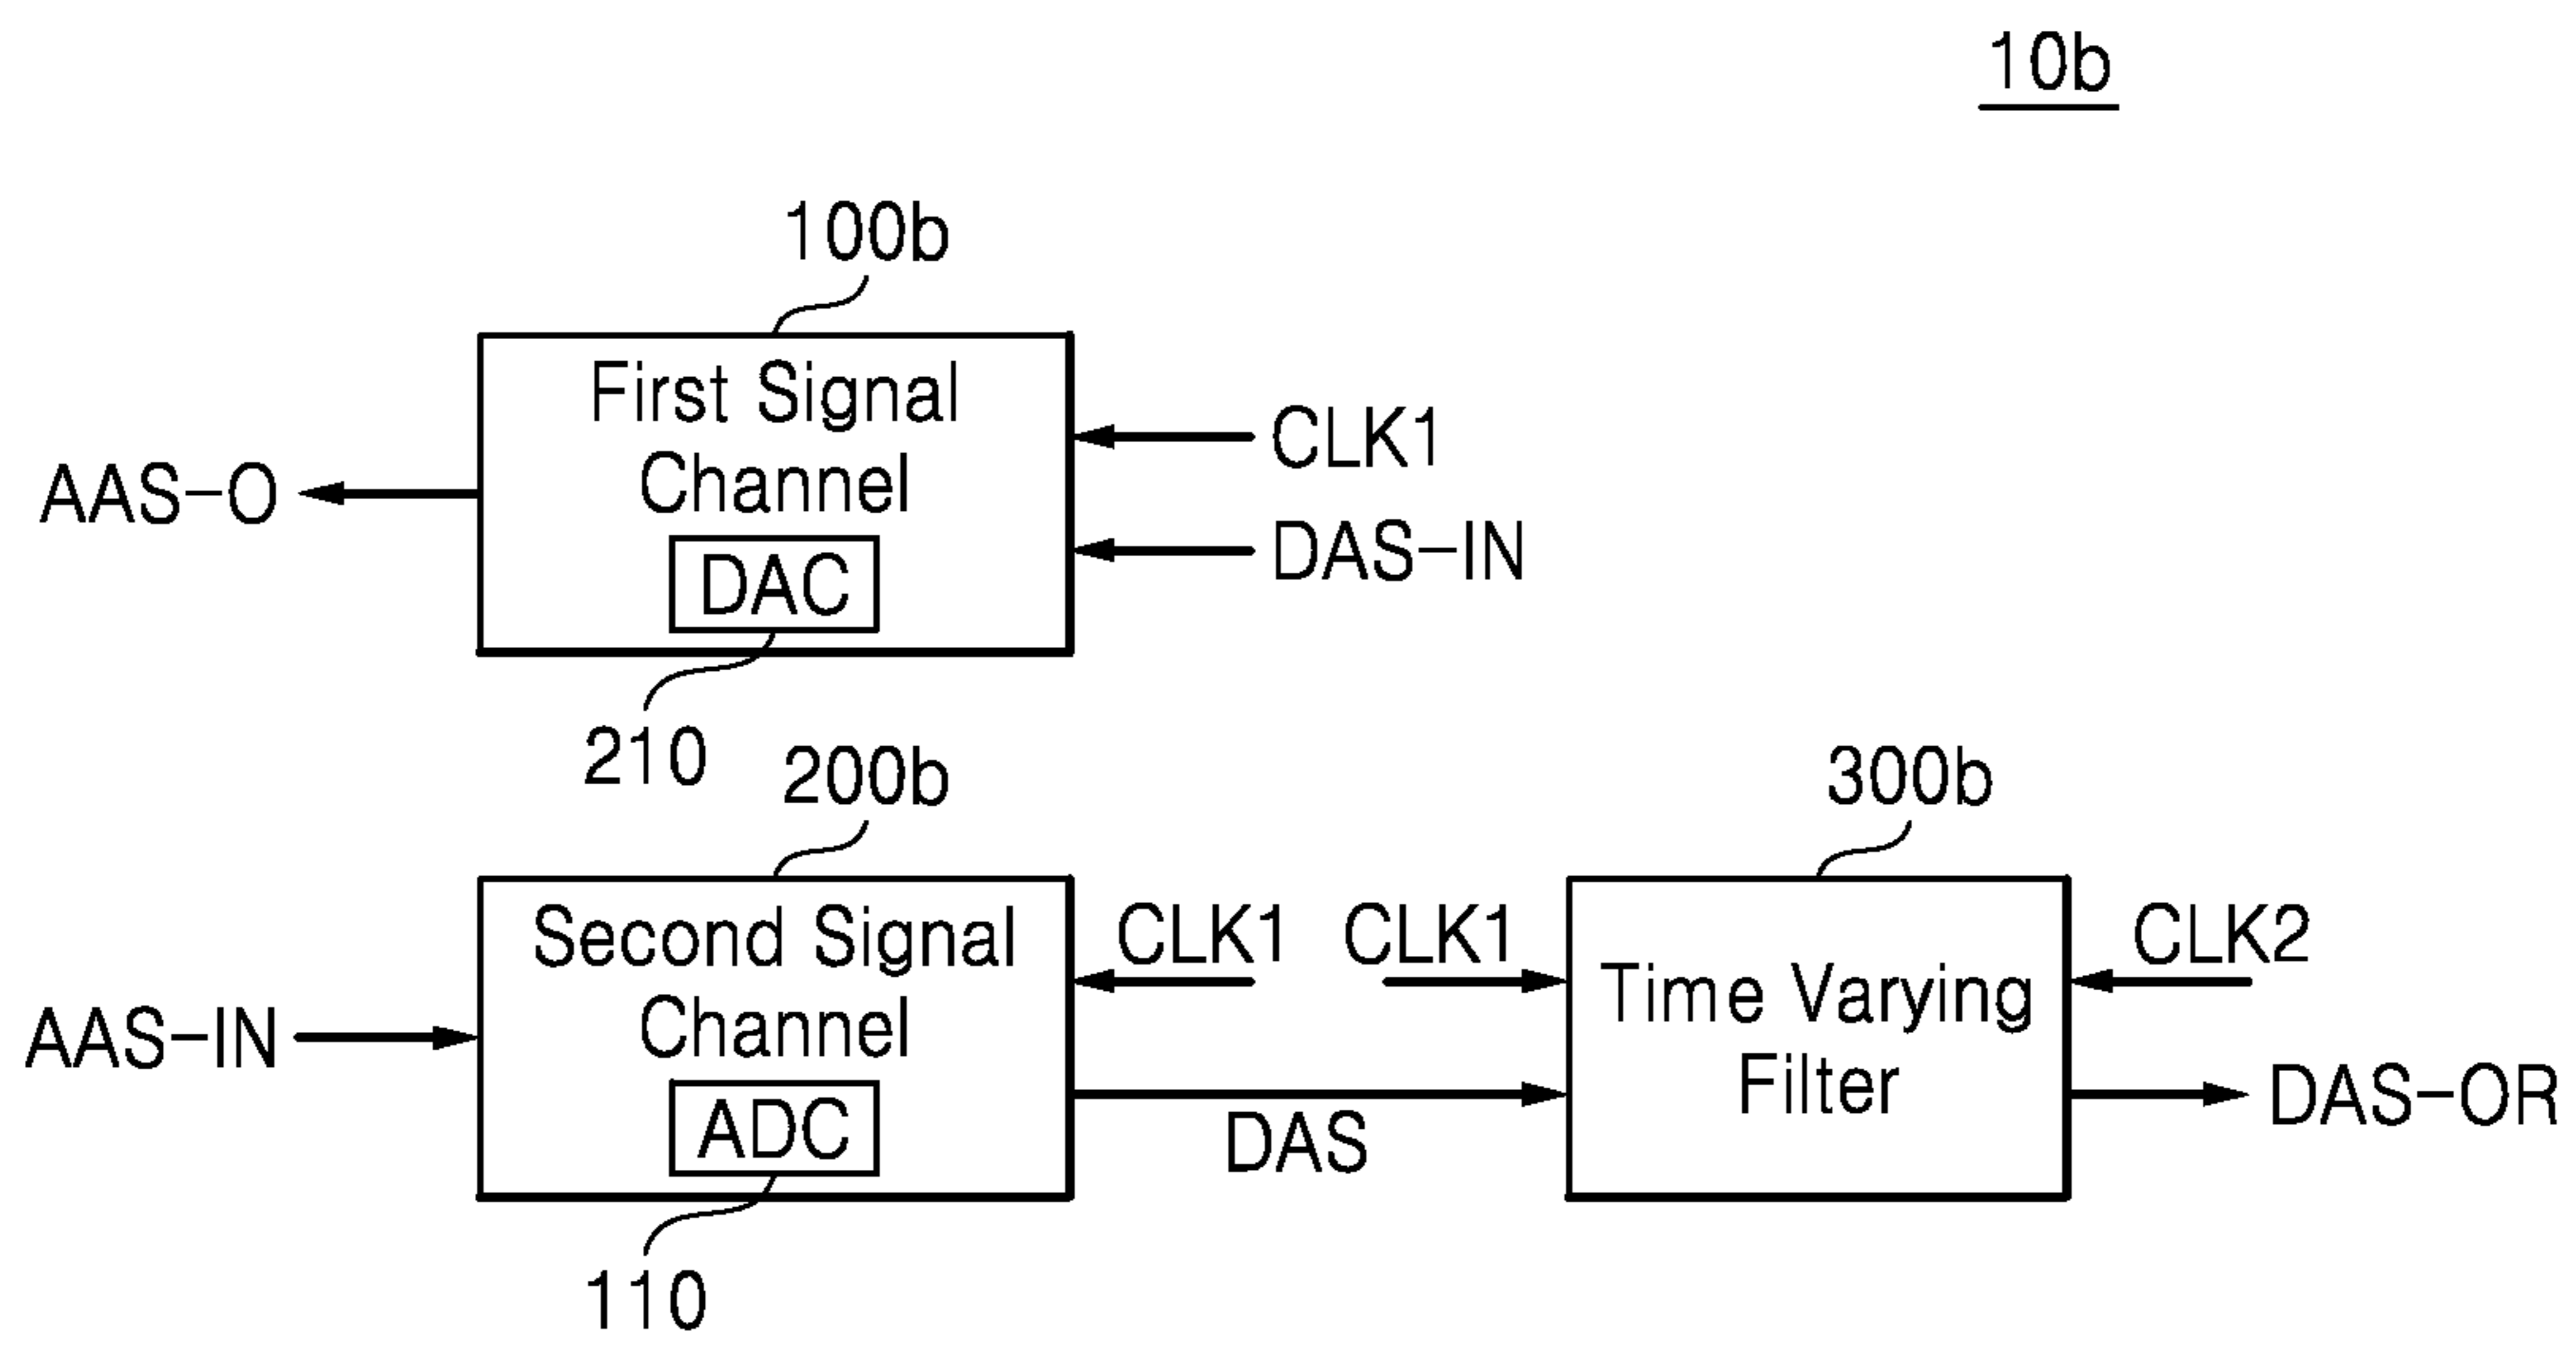 10b
100b
First Signal
Channel
DAC
AAS-O
CLK1
DAS-IN
210
200b
Second Signal
Channel
ADC
AAS-IN
CLK1
CLK1
DAS
110
300b
Time Varying
Filter
CLK2
DAS-OR